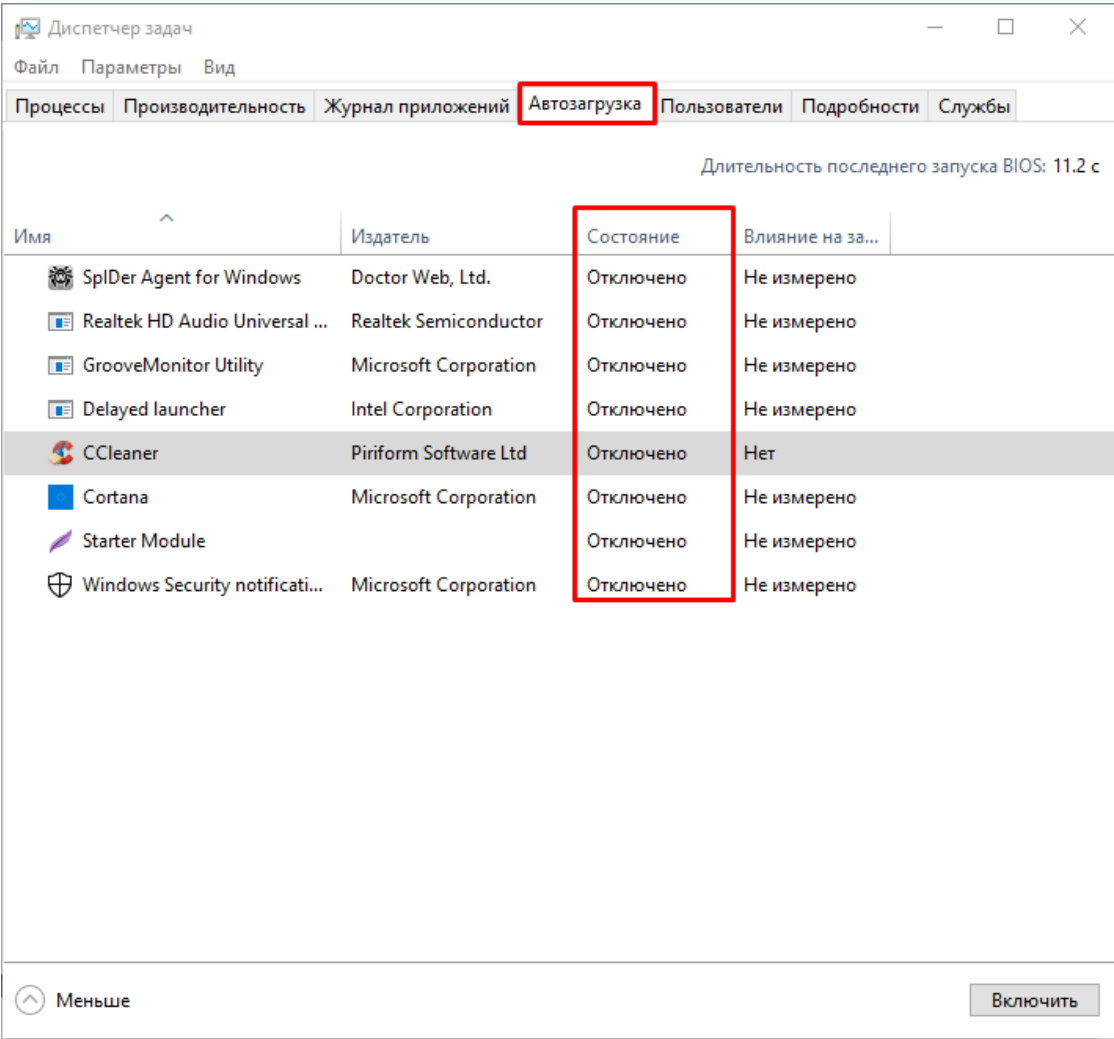 Диспетчер задач
Файл Параметры Вид
Процессы Производительность Журнал приложений Автозагрузка Пользователи Подробности Службы
Длительность последнего запуска BIOS: 11.2 с
Имя Издатель Состояние Влияние на за...
SpIDer Agent for Windows Doctor Web, Ltd. Отключено Не измерено
Realtek HD Audio Universal ... Realtek Semiconductor Отключено Не измерено
GrooveMonitor Utility Microsoft Corporation Отключено Не измерено
Delayed launcher Intel Corporation Отключено Не измерено
CCleaner Piriform Software Ltd Отключено Нет
Cortana Microsoft Corporation Отключено Не измерено
Starter Module Отключено Не измерено
Windows Security notificati... Microsoft Corporation Отключено Не измерено
Меньше Включить